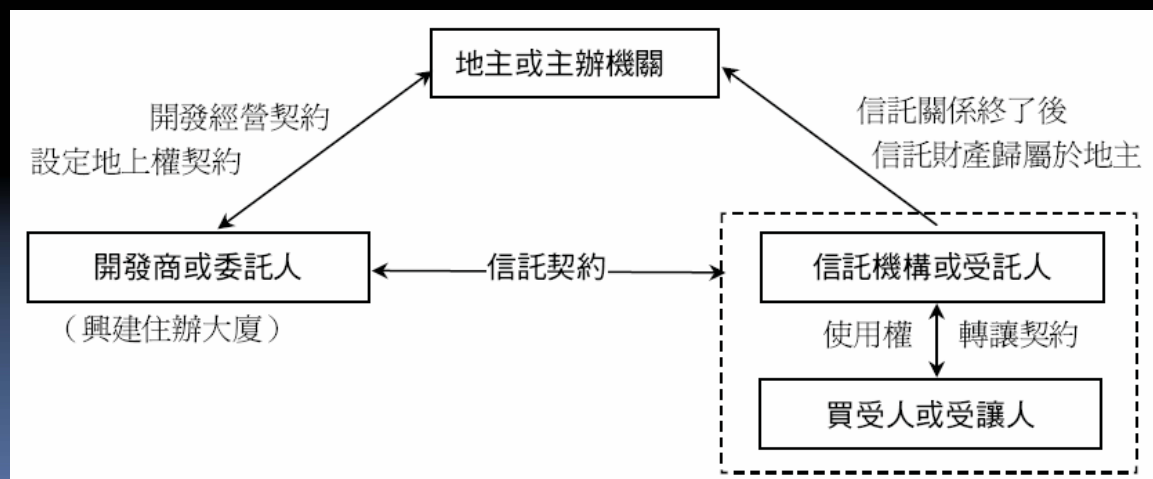 地主或主辦機關
開發經營契約
設定地上權契約
信託關係終了後
信託財產歸屬於地主
開發商或委託人
信託契約
信託機構或受託人
（興建住辦大廈）
使用權 轉讓契約
買受人或受讓人